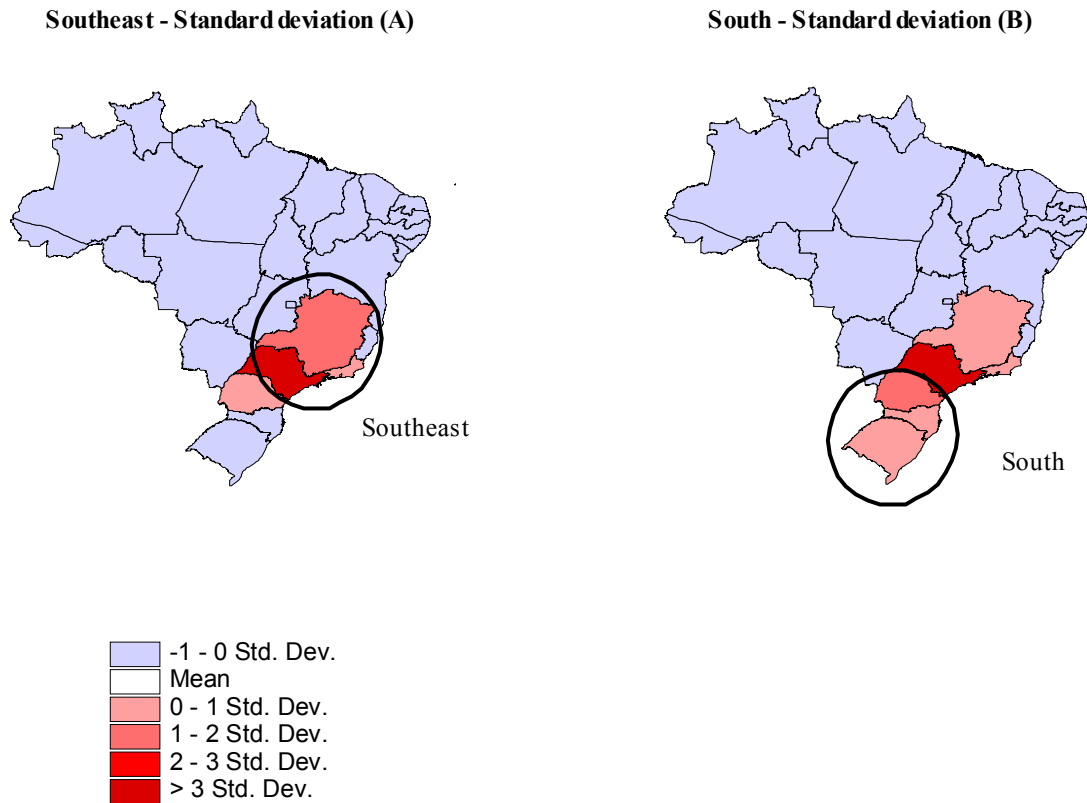 Southeast - Standard deviation (A)
South - Standard deviation (B)
Southeast
South
-1 - 0 Std. Dev.
Mean
0 - 1 Std. Dev.
1 - 2 Std. Dev.
2 - 3 Std. Dev.
> 3 Std. Dev.